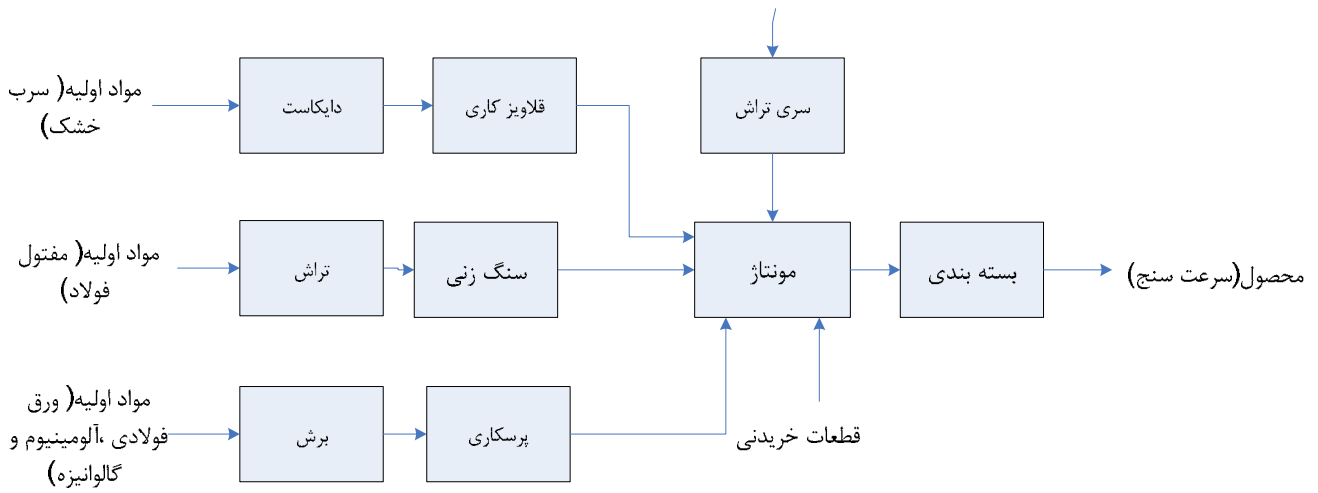 مواد اولیه( سرب
خشک)
دایکاست
قلاویز کاری
سری تراش
مواد اولیه( مفتول
فولاد)
تراش
سنگ زنی
مونتاژ
بسته بندی
محصول(سرعت سنج)
مواد اولیه( ورق
فولادی ،آلومینیوم و
گالوانیزه)
برش
پرسکاری
قطعات خریدنی